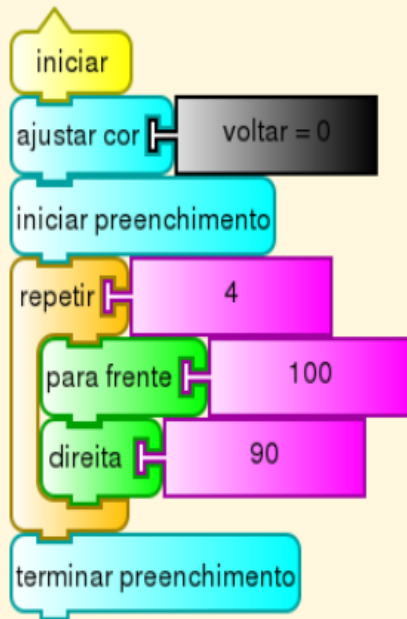 iniciar
ajustar cor voltar = 0
iniciar preenchimento
repetir 4
para frente 100
direita 90
terminar preenchimento